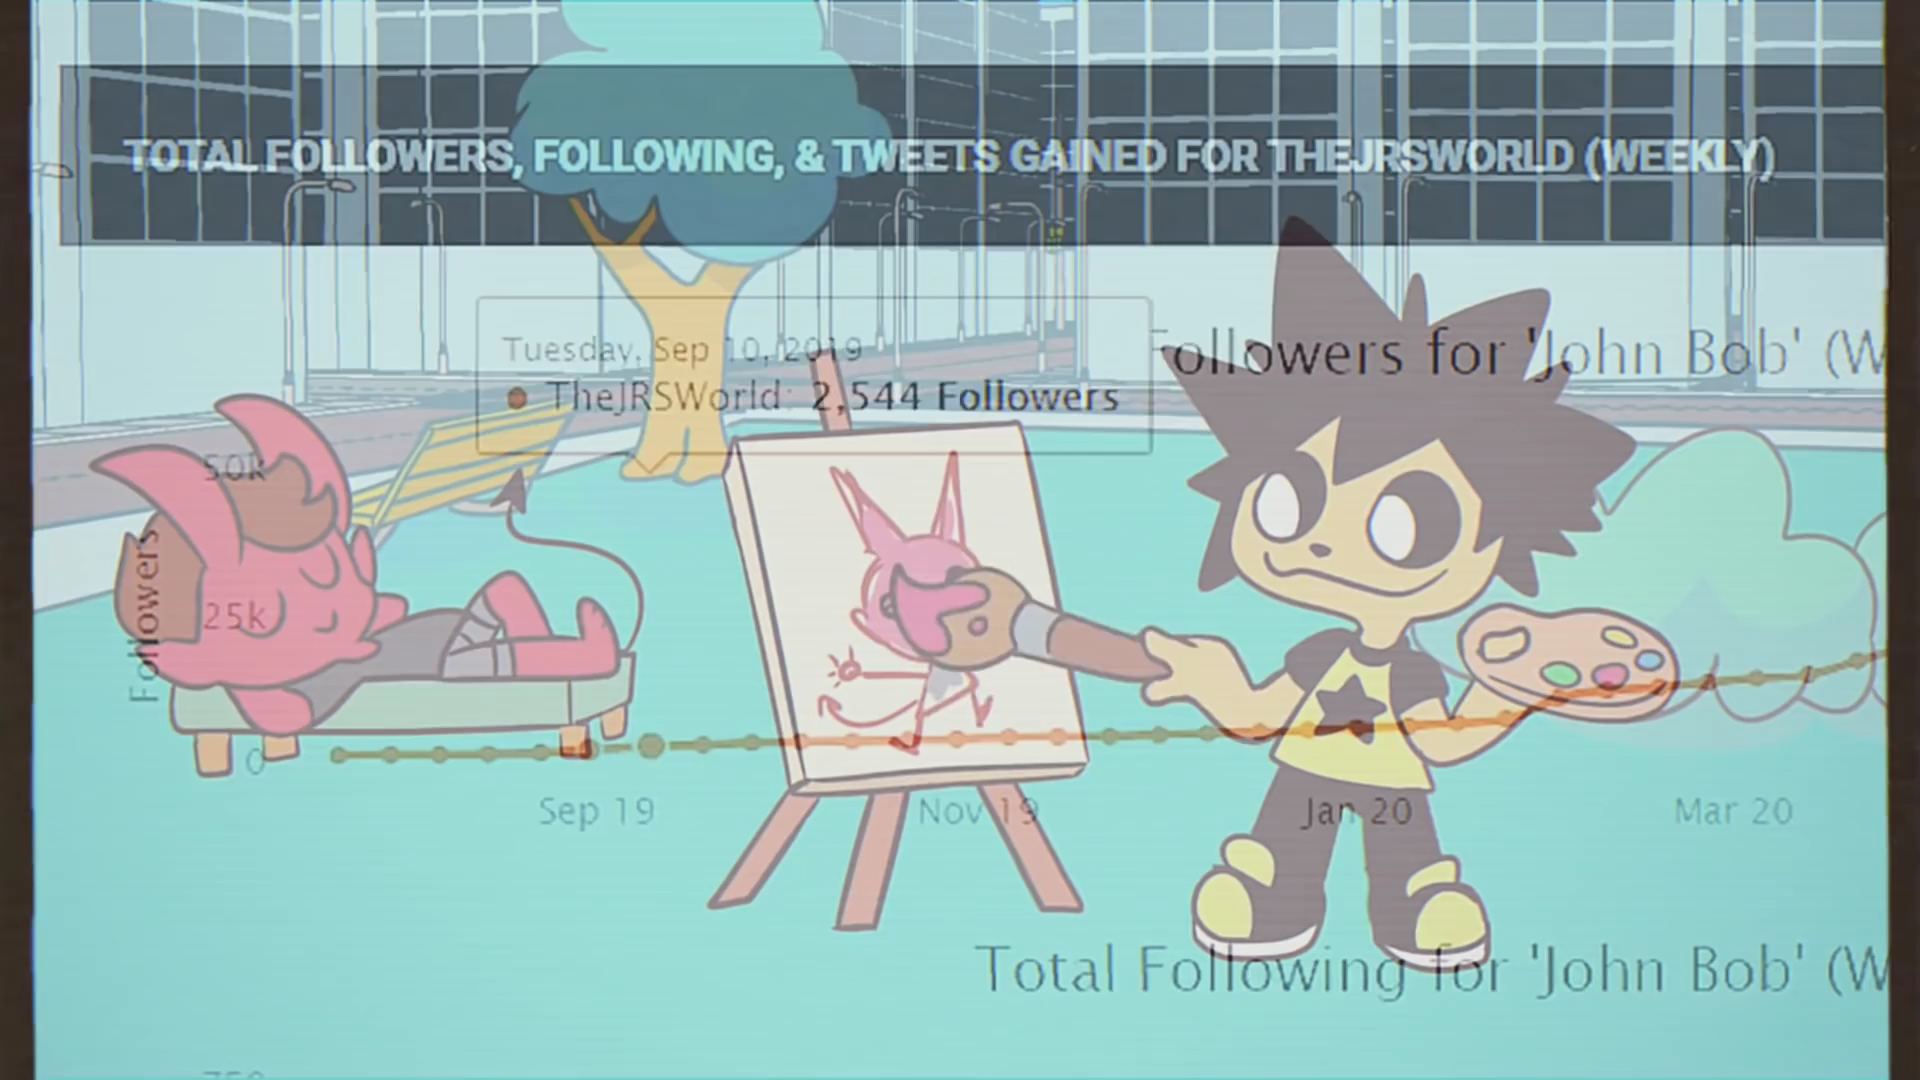 TOTAL FOLLOWERS, FOLLOWING, & TWEETS GAINED FOR THEJRSWORLD (WEEKLY)
Followers for 'John Bob' (W
Tuesday, Sep 10, 2019
TheJRSWorld: 2,544 Followers
50k
25k
0
Followers
Sep 19
Nov 19
Jan 20
Mar 20
Total Following for 'John Bob' (W